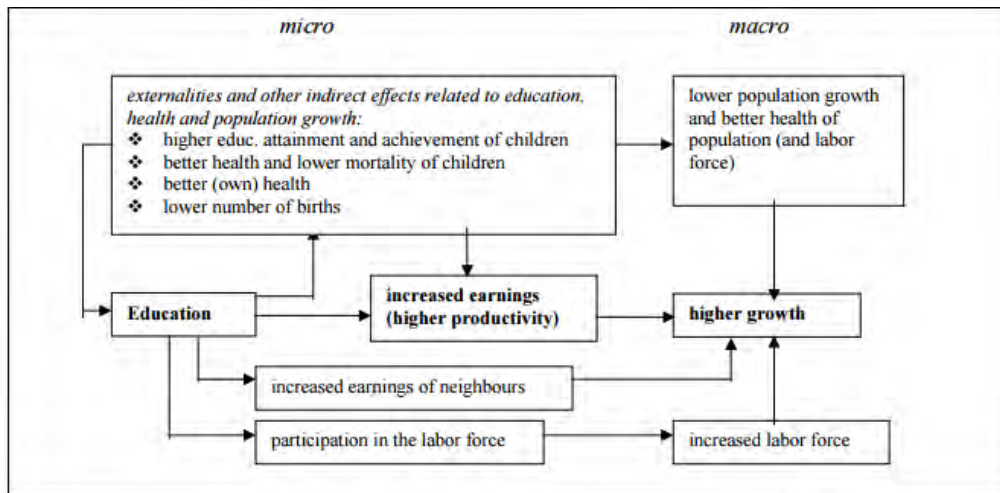 micro
macro
externalities and other indirect effects related to education,
health and population growth:
❖ higher educ. attainment and achievement of children
❖ better health and lower mortality of children
❖ better (own) health
❖ lower number of births
lower population growth
and better health of
population (and labor
force)
Education
increased earnings
(higher productivity)
higher growth
increased earnings of neighbours
participation in the labor force
increased labor force